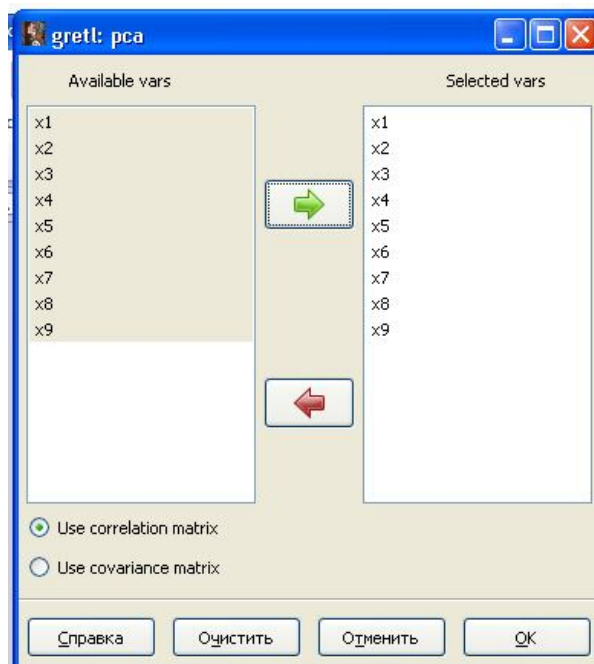 gretl: pca
Available vars
Selected vars
x1
x2
x3
x4
x5
x6
x7
x8
x9
x1
x2
x3
x4
x5
x6
x7
x8
x9
Use correlation matrix
Use covariance matrix
Справка
Очистить
Отменить
OK